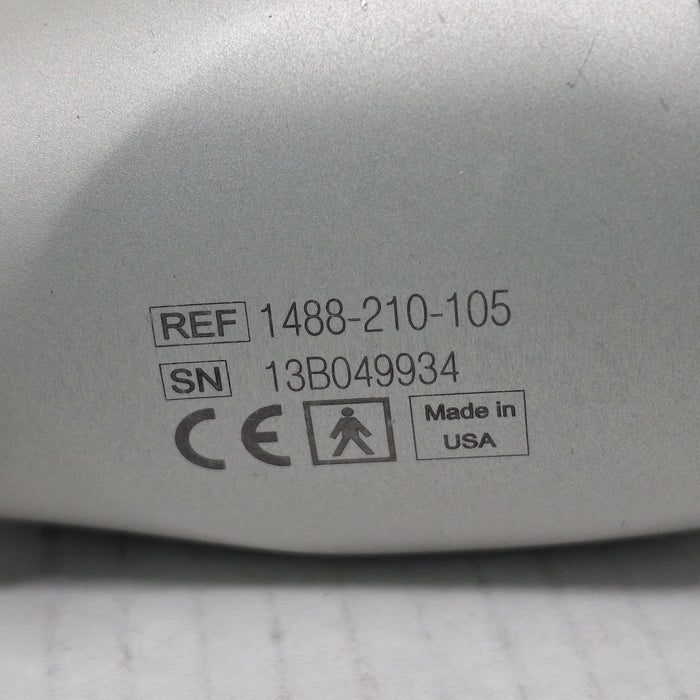 REF 1488-210-105
SN 13B049934
CE Made in
USA